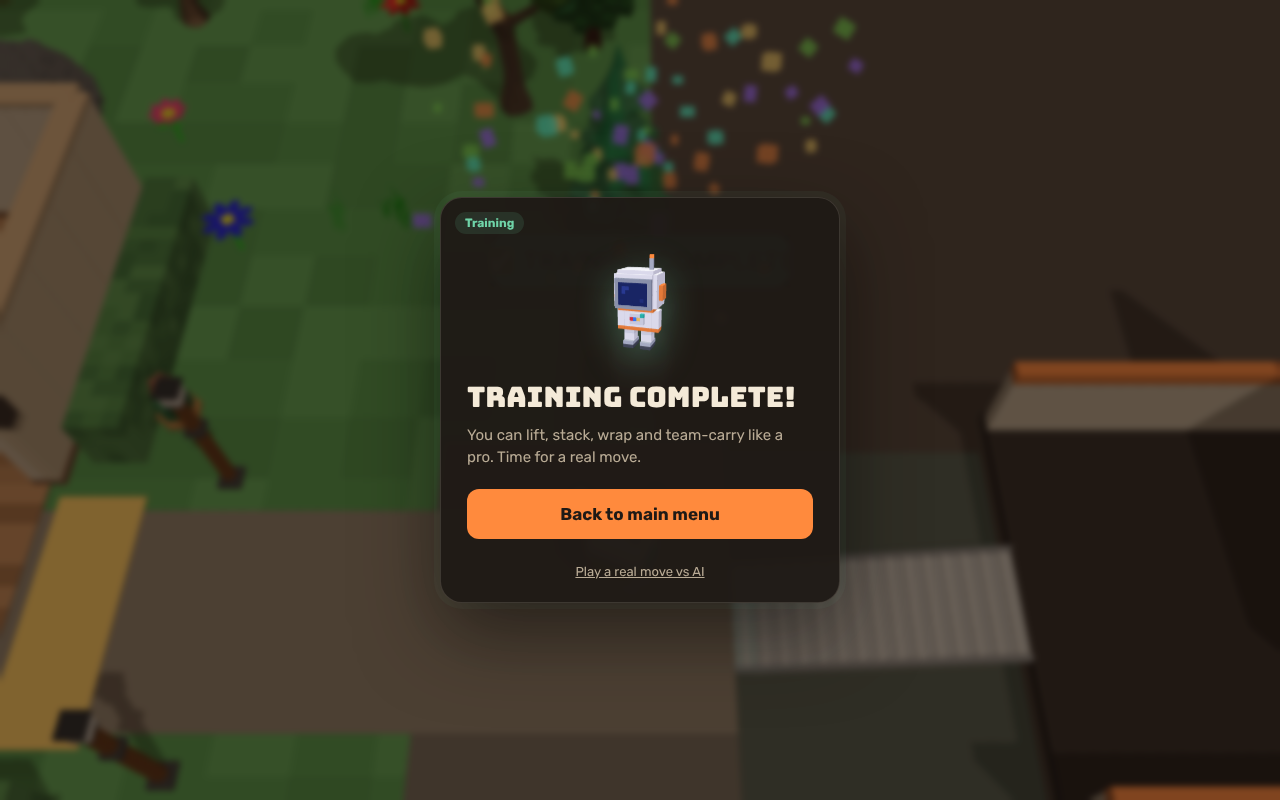 Training
TRAINING COMPLETE!
You can lift, stack, wrap and team-carry like a
pro. Time for a real move.
Back to main menu
Play a real move vs AI